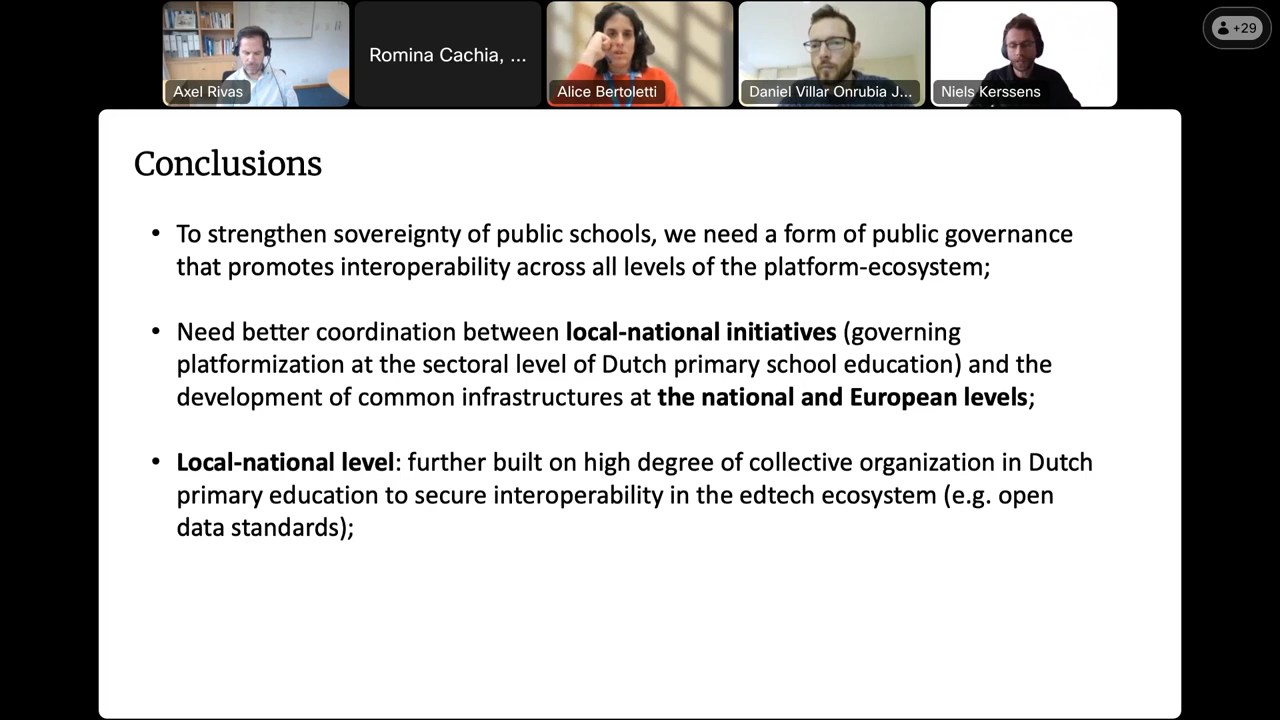 +29
Romina Cachia, ...
Axel Rivas
Alice Bertoletti
Daniel Villar Onrubia J...
Niels Kerssens
Conclusions
• To strengthen sovereignty of public schools, we need a form of public governance
that promotes interoperability across all levels of the platform-ecosystem;
• Need better coordination between local-national initiatives (governing
platformization at the sectoral level of Dutch primary school education) and the
development of common infrastructures at the national and European levels;
• Local-national level: further built on high degree of collective organization in Dutch
primary education to secure interoperability in the edtech ecosystem (e.g. open
data standards);